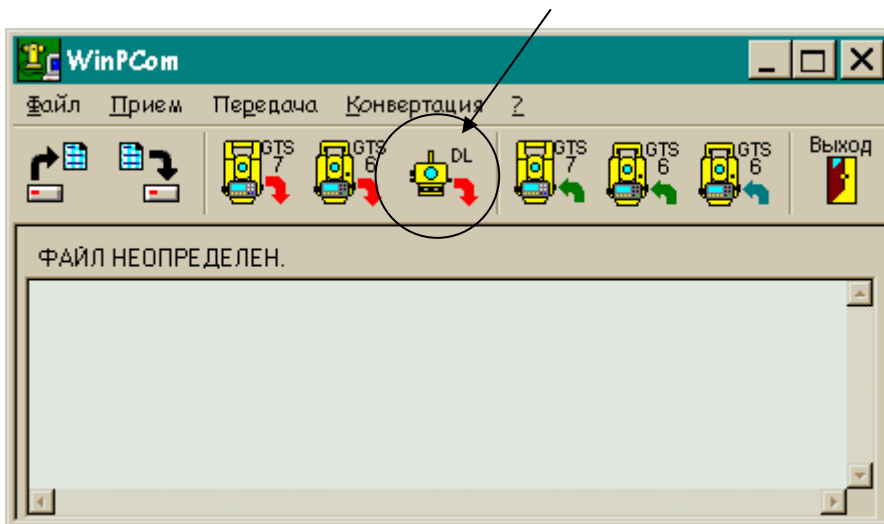 WinPCom
Файл Прием Передача Конвертация ?
GTS 7 GTS 6 DL GTS 7 GTS 6 GTS 6 Выход
ФАЙЛ НЕОПРЕДЕЛЕН.